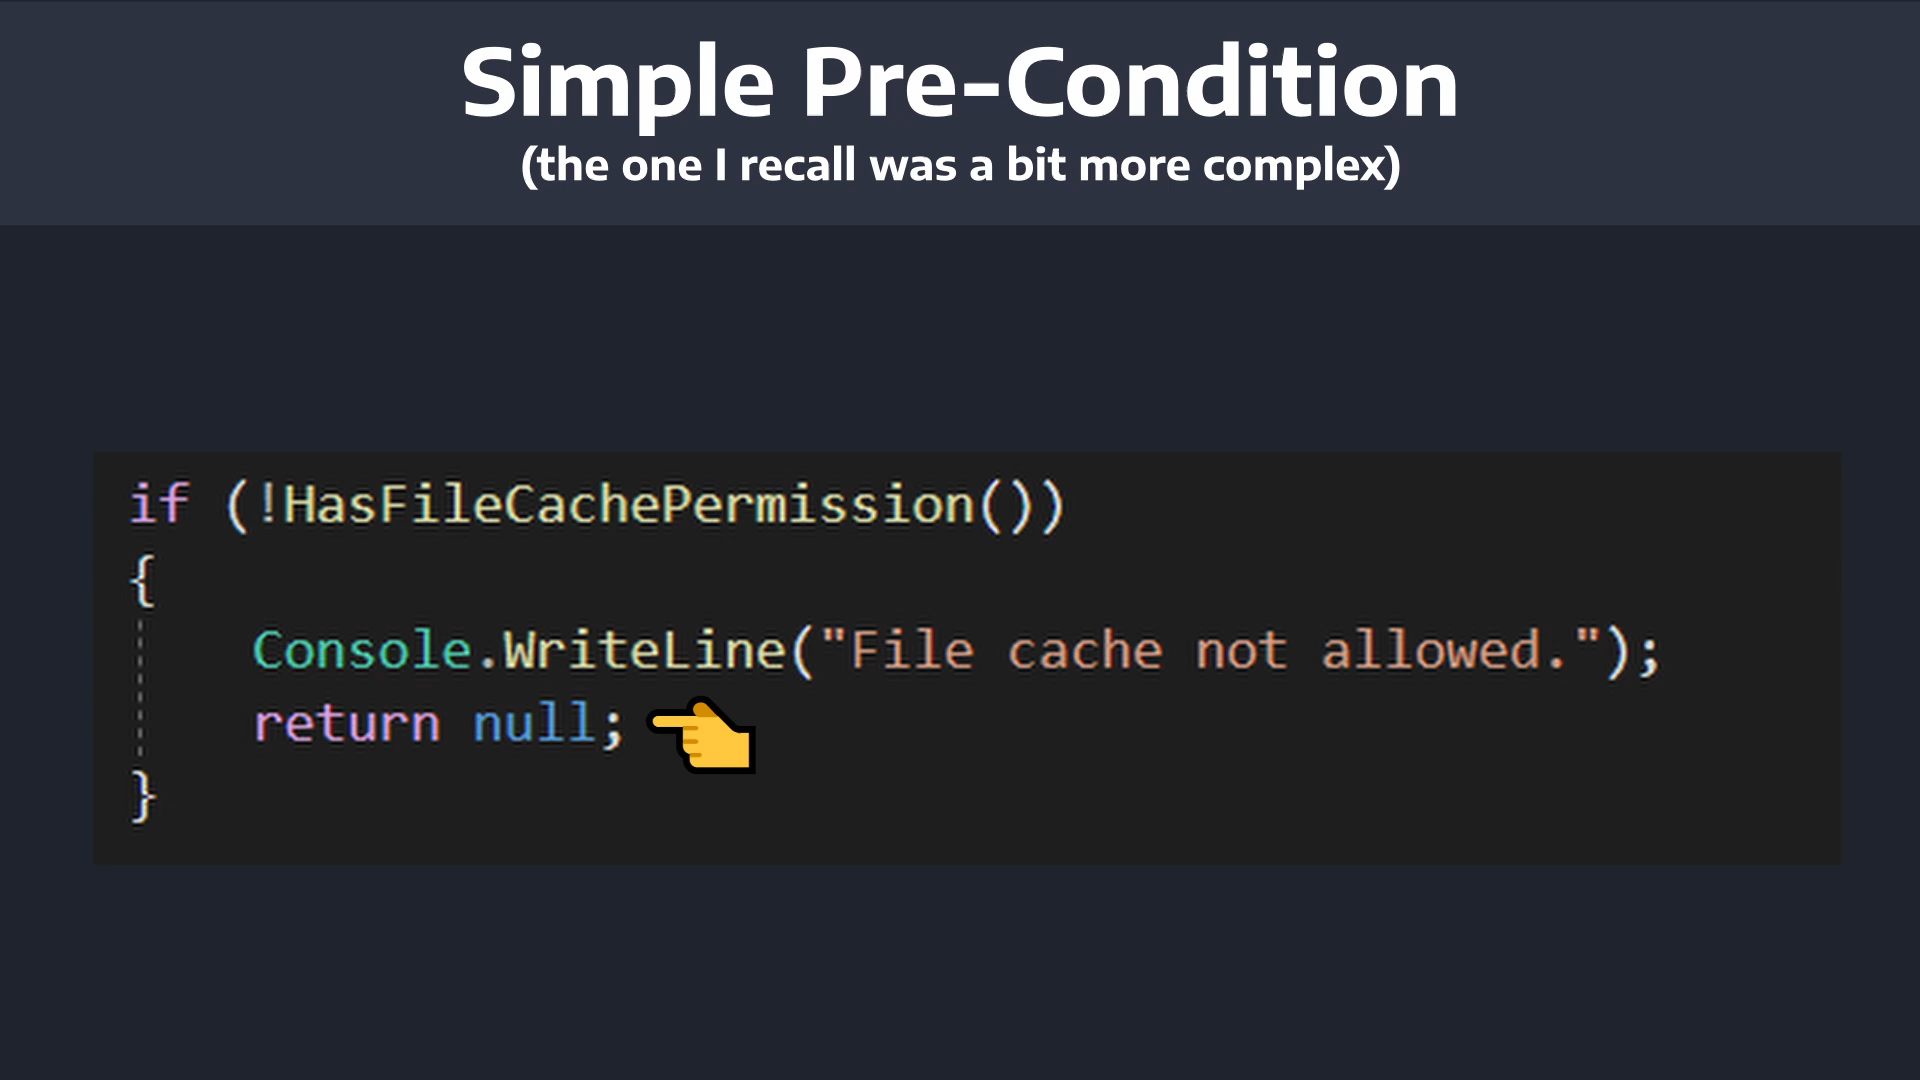 Simple Pre-Condition
(the one I recall was a bit more complex)
if (!HasFileCachePermission())
{
    Console.WriteLine("File cache not allowed.");
    return null;
}